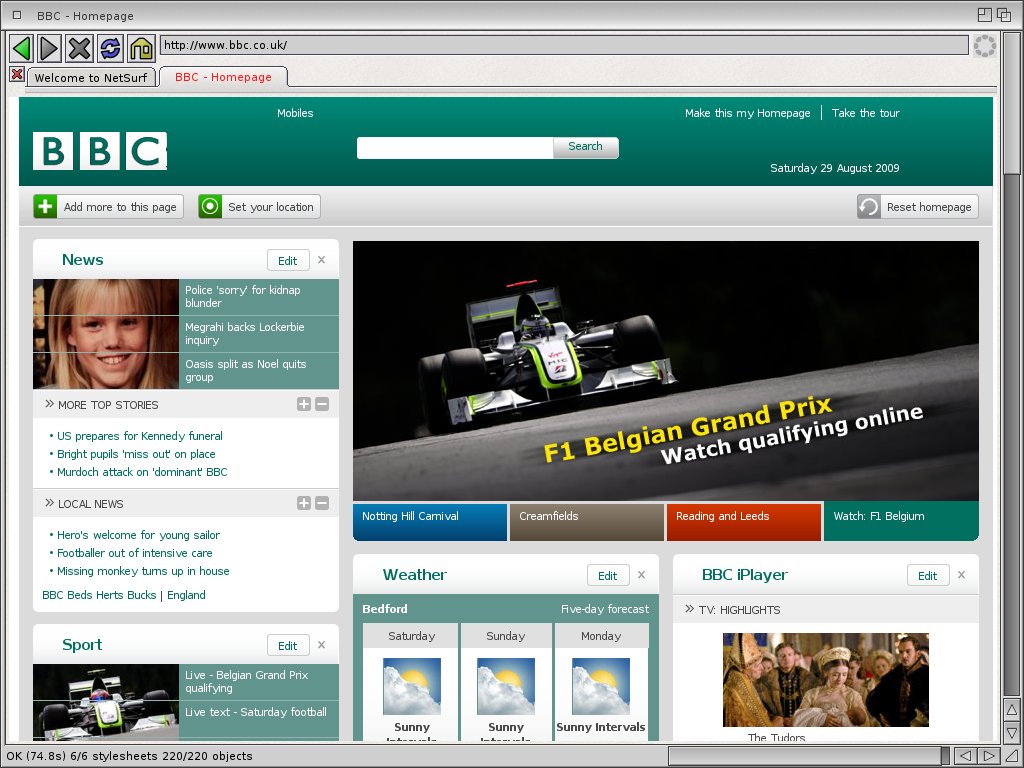 BBC - Homepage
http://www.bbc.co.uk/
Welcome to NetSurf
BBC - Homepage
Mobiles
Make this my Homepage
Take the tour
BBC
Search
Saturday 29 August 2009
Add more to this page
Set your location
Reset homepage
News
Edit
Police 'sorry' for kidnap
blunder
Megrahi backs Lockerbie
inquiry
Oasis split as Noel quits
group
MORE TOP STORIES
• US prepares for Kennedy funeral
• Bright pupils 'miss out' on place
• Murdoch attack on 'dominant' BBC
LOCAL NEWS
• Hero's welcome for young sailor
• Footballer out of intensive care
• Missing monkey turns up in house
BBC Beds Herts Bucks | England
Sport
Edit
Live - Belgian Grand Prix
qualifying
Live text - Saturday football
F1 Belgian Grand Prix
Watch qualifying online
Notting Hill Carnival
Creamfields
Reading and Leeds
Watch: F1 Belgium
Weather
Edit
Bedford
Five-day forecast
Saturday
Sunday
Monday
Sunny
Intervals
Sunny
Intervals
Sunny Intervals
BBC iPlayer
Edit
TV: HIGHLIGHTS
The Tudors
OK (74.8s) 6/6 stylesheets 220/220 objects